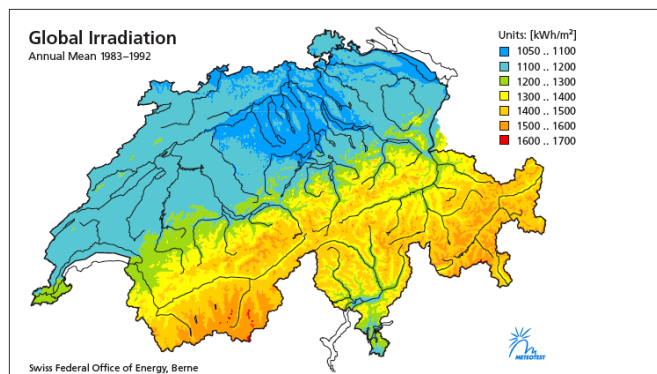 Global Irradiation
Annual Mean 1983–1992
Units: [kWh/m²]
1050 .. 1100
1100 .. 1200
1200 .. 1300
1300 .. 1400
1400 .. 1500
1500 .. 1600
1600 .. 1700
METEOTEST
Swiss Federal Office of Energy, Berne